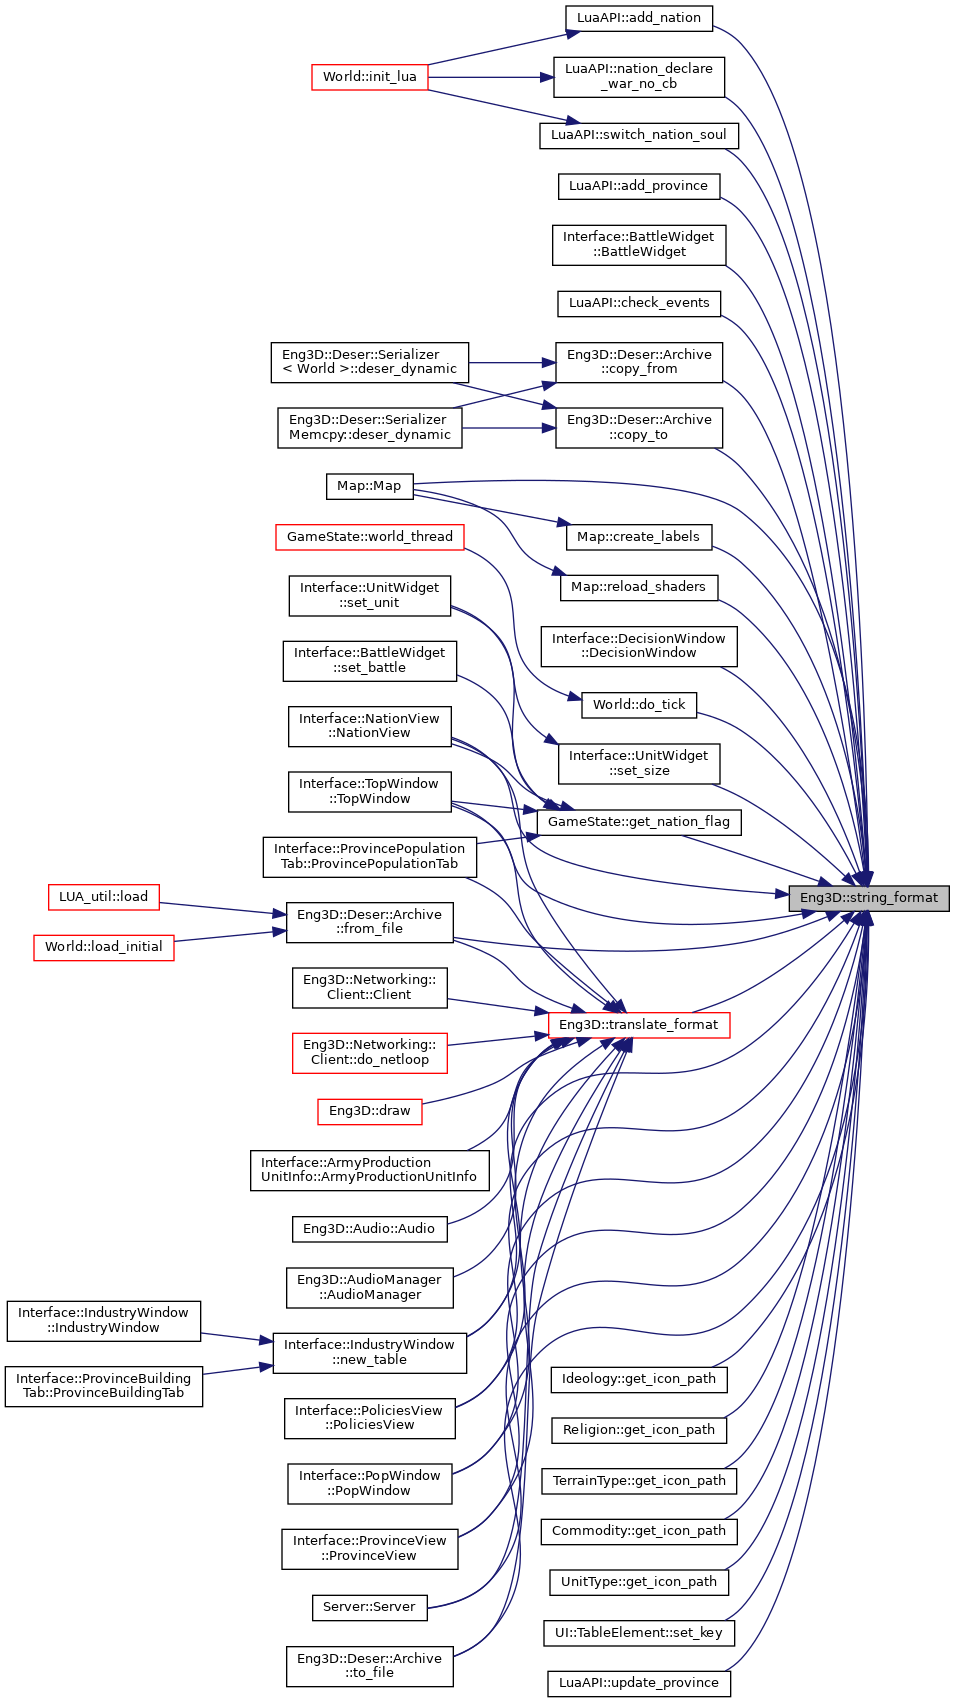 LuaAPI::add_nation
World::init_lua
LuaAPI::nation_declare
_war_no_cb
LuaAPI::switch_nation_soul
LuaAPI::add_province
Interface::BattleWidget
::BattleWidget
LuaAPI::check_events
Eng3D::Deser::Serializer
< World >::deser_dynamic
Eng3D::Deser::Archive
::copy_from
Eng3D::Deser::Serializer
Memcpy::deser_dynamic
Eng3D::Deser::Archive
::copy_to
Map::Map
GameState::world_thread
Map::create_labels
Interface::UnitWidget
::set_unit
Map::reload_shaders
Interface::BattleWidget
::set_battle
Interface::DecisionWindow
::DecisionWindow
Interface::NationView
::NationView
World::do_tick
Interface::TopWindow
::TopWindow
Interface::UnitWidget
::set_size
GameState::get_nation_flag
Interface::ProvincePopulation
Tab::ProvincePopulationTab
LUA_util::load
Eng3D::string_format
Eng3D::Deser::Archive
::from_file
World::load_initial
Eng3D::Networking::
Client::Client
Eng3D::translate_format
Eng3D::Networking::
Client::do_netloop
Eng3D::draw
Interface::ArmyProduction
UnitInfo::ArmyProductionUnitInfo
Eng3D::Audio::Audio
Eng3D::AudioManager
::AudioManager
Interface::IndustryWindow
::IndustryWindow
Interface::IndustryWindow
::new_table
Interface::ProvinceBuilding
Tab::ProvinceBuildingTab
Ideology::get_icon_path
Interface::PoliciesView
::PoliciesView
Religion::get_icon_path
Interface::PopWindow
::PopWindow
TerrainType::get_icon_path
Interface::ProvinceView
::ProvinceView
Commodity::get_icon_path
UnitType::get_icon_path
Server::Server
UI::TableElement::set_key
Eng3D::Deser::Archive
::to_file
LuaAPI::update_province